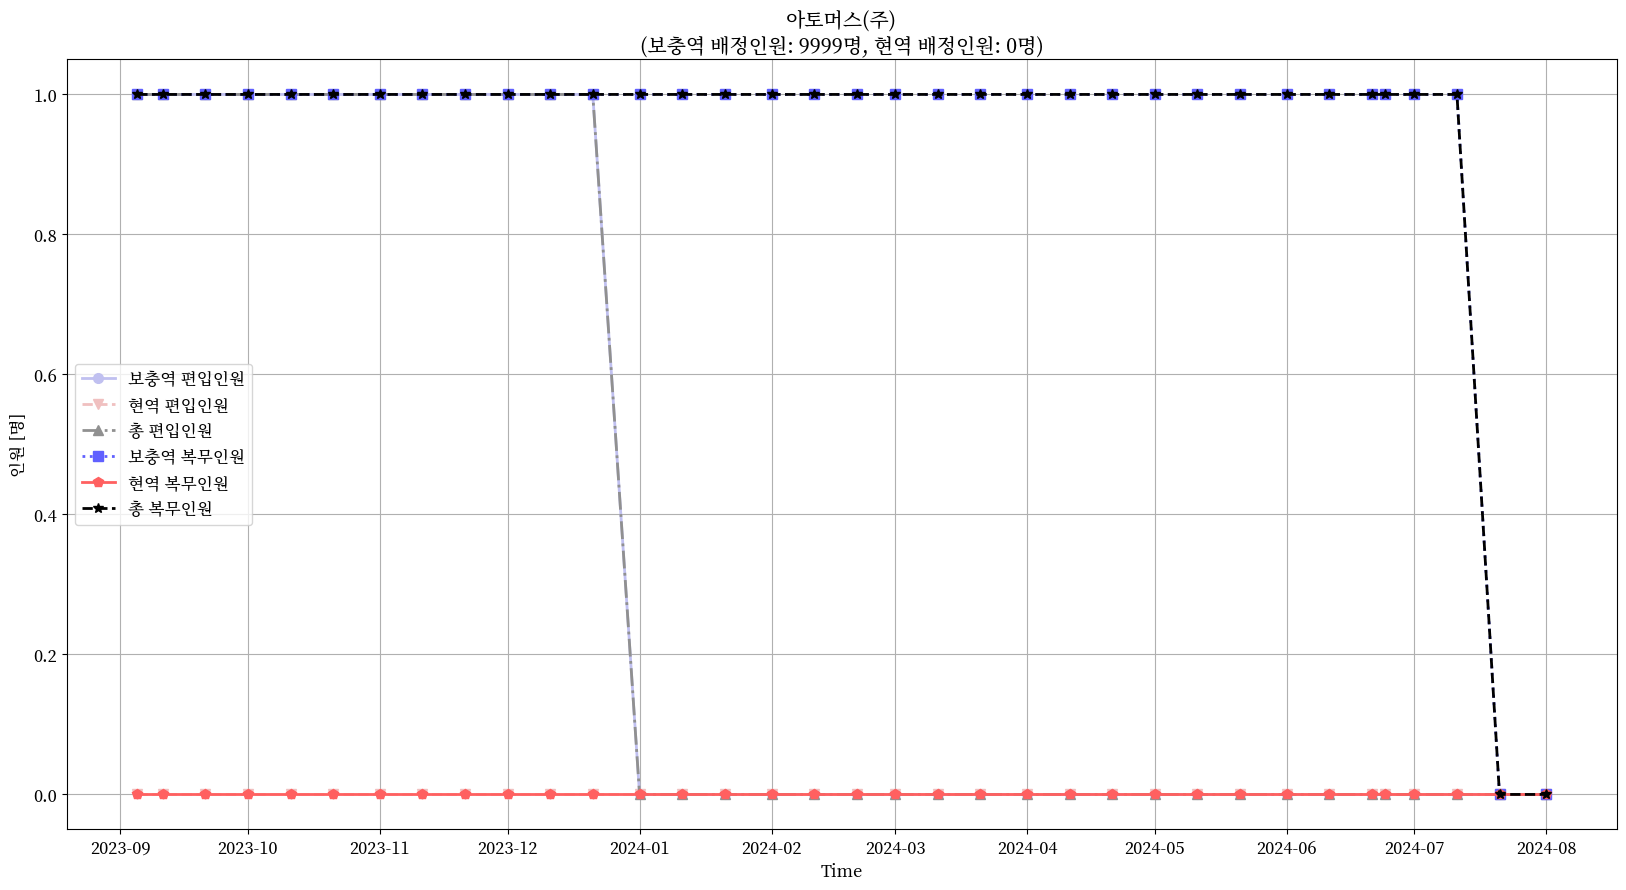 아토머스(주)
(보충역 배정인원: 9999명, 현역 배정인원: 0명)
1.0
0.8
0.6
0.4
0.2
0.0
인원 [명]
보충역 편입인원
현역 편입인원
총 편입인원
보충역 복무인원
현역 복무인원
총 복무인원
2023-09 2023-10 2023-11 2023-12 2024-01 2024-02 2024-03 2024-04 2024-05 2024-06 2024-07 2024-08
Time